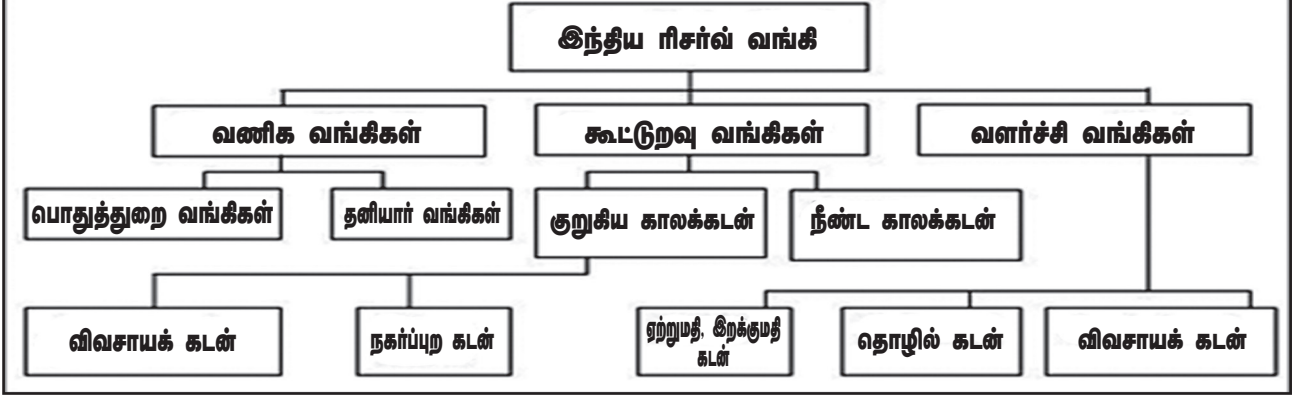 இந்திய ரிசர்வ் வங்கி
வணிக வங்கிகள்
கூட்டுறவு வங்கிகள்
வளர்ச்சி வங்கிகள்
பொதுத்துறை வங்கிகள்
தனியார் வங்கிகள்
குறுகிய காலக்கடன்
நீண்ட காலக்கடன்
விவசாயக் கடன்
நகர்ப்புற கடன்
ஏற்றுமதி, இறக்குமதி
கடன்
தொழில் கடன்
விவசாயக் கடன்